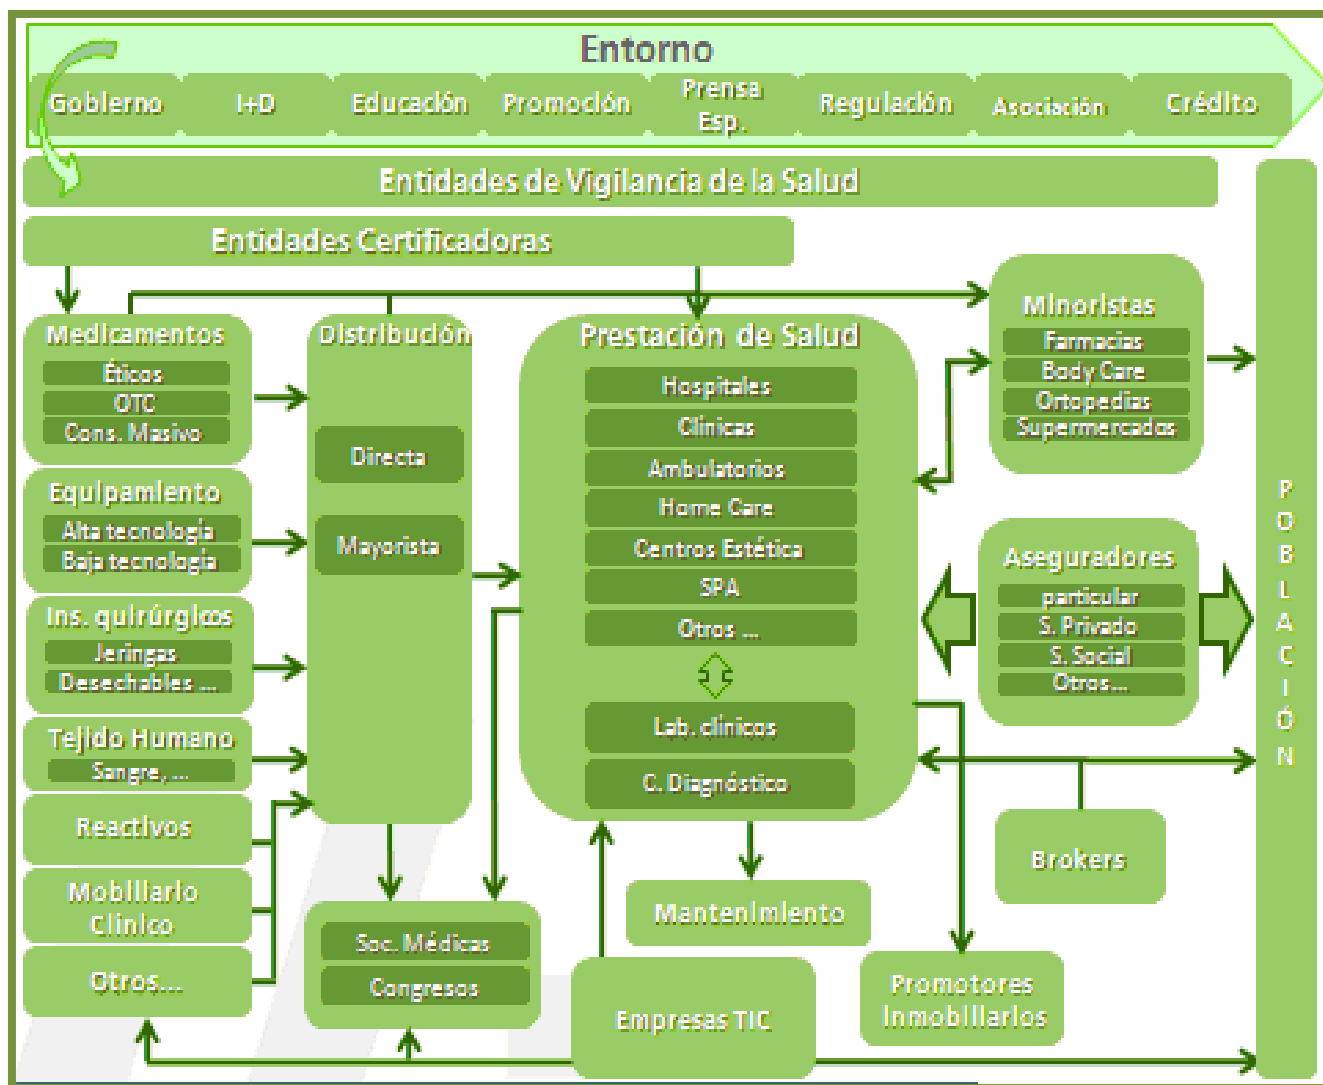 Entorno
Gobierno
I+D
Educación
Promoción
Prensa
Esp.
Regulación
Asociación
Crédito
Entidades de Vigilancia de la Salud
Entidades Certificadoras
Medicamentos
Éticos
OTC
Cons. Masivo
Equipamiento
Alta tecnología
Baja tecnología
Ins. quirúrgicos
Jeringas
Desechables ...
Tejido Humano
Sangre, ...
Reactivos
Mobiliario
Clínico
Otros...
Distribución
Directa
Mayorista
Soc. Médicas
Congresos
Prestación de Salud
Hospitales
Clínicas
Ambulatorios
Home Care
Centros Estética
SPA
Otros ...
Lab. clínicos
C. Diagnóstico
Mantenimiento
Empresas TIC
Minoristas
Farmacias
Body Care
Ortopedias
Supermercados
Aseguradores
particular
S. Privado
S. Social
Otros...
Brokers
Promotores
Inmobiliarios
POBLACIÓN